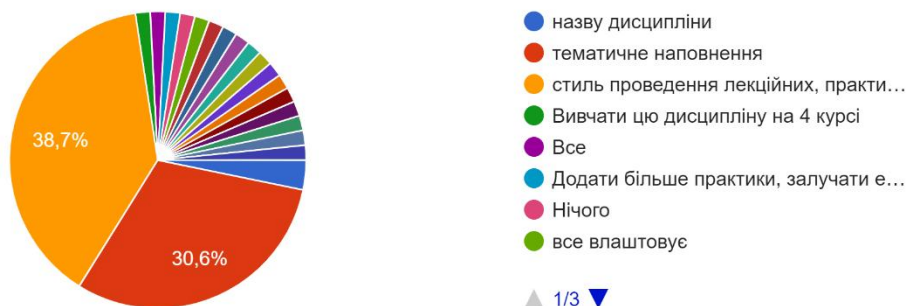 38,7%
30,6%
назву дисципліни
тематичне наповнення
стиль проведення лекційних, практи…
Вивчати цю дисципліну на 4 курсі
Все
Додати більше практики, залучати е…
Нічого
все влаштовує
1/3